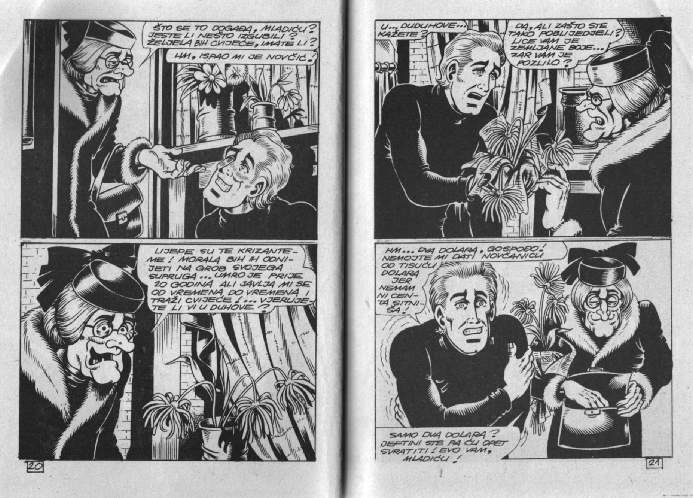 ŠTO SE TO DOGAĐA, MLADIĆU?
JESTE LI NEŠTO IZGUBILI?
ŽELJELA BIH CVIJEĆE, IMATE LI?
HM, ISPAO MI JE NOVČIĆ!
LIJEPE SU TE KRIZANTE-
ME! MORALA BIH IH ODNI-
JETI NA GROB SVOJEGA
SUPRUGA... UMRO JE PRIJE
20 GODINA ALI JAVLJA MI SE
OD VREMENA DO VREMENA I
TRAŽI CVIJEĆE!... VJERUJE-
TE LI VI U DUHOVE?
20
U... DUDUHOVE...
KAŽETE?
DA, ALI ZAŠTO STE
TAKO POBLIJEDJELI?
LICE VAM JE
ZEMLJANE BOJE...
ZAR VAM JE
POZLILO?
HM... DVA DOLARA, GOSPOĐO!
NEMOJTE MI DATI NOVČANICU
OD TISUĆU
DOLARA
JER
NEMAM
NI CEN-
TA SITNI-
ŠA!
SAMO DVA DOLARA?
JEFTINI STE PA ĆU OPET
SVRATITI! EVO VAM,
MLADIĆU!
21